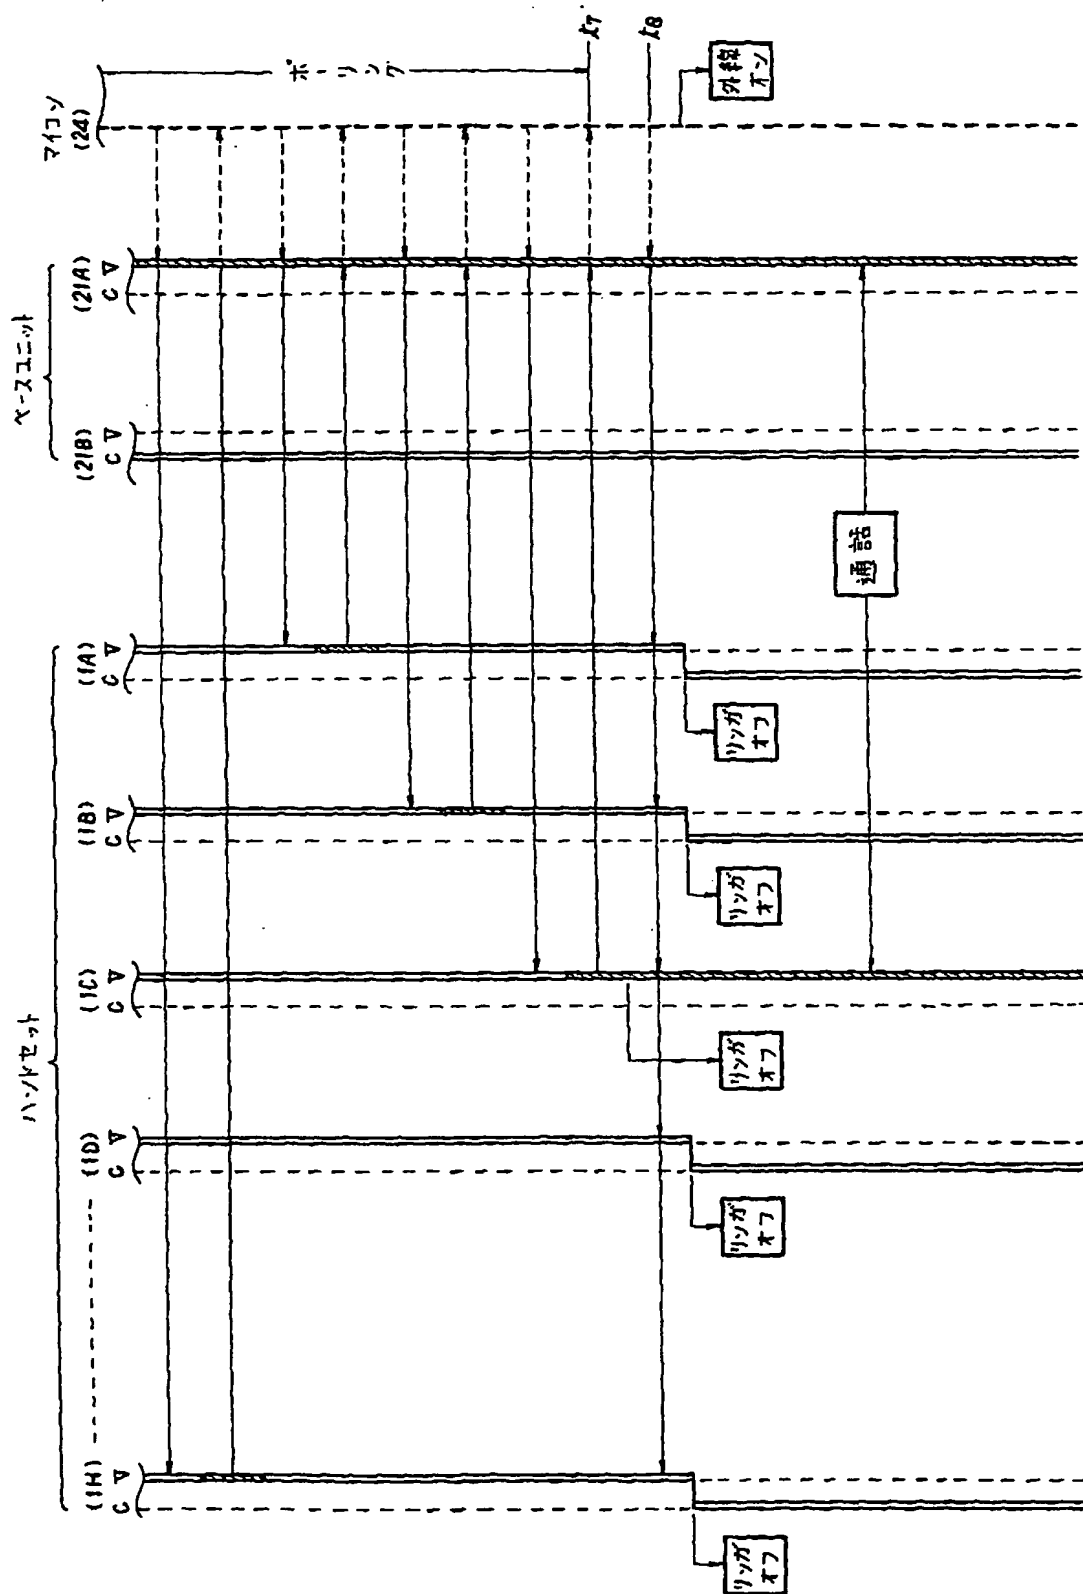 ハンドセット
ベースユニット
マイコン
(1H)
(1D)
(1C)
(1B)
(1A)
(21B)
(21A)
(24)
C V
C V
C V
C V
C V
C V
C V
ポーリング
t7
t8
外線
オン
通話
リンガ
オフ
リンガ
オフ
リンガ
オフ
リンガ
オフ
リンガ
オフ